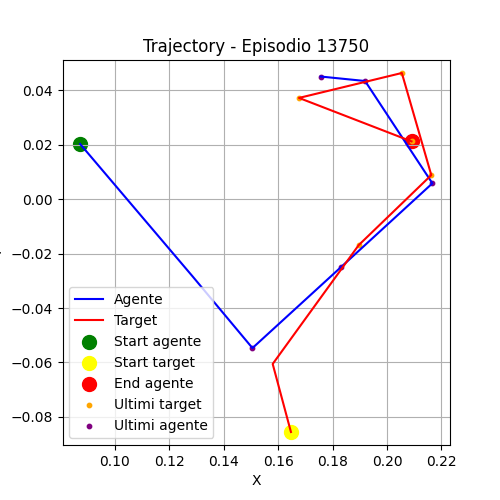 Trajectory - Episodio 13750
0.04
0.02
0.00
−0.02
−0.04
−0.06
−0.08
Agente
Target
Start agente
Start target
End agente
Ultimi target
Ultimi agente
0.10 0.12 0.14 0.16 0.18 0.20 0.22
X